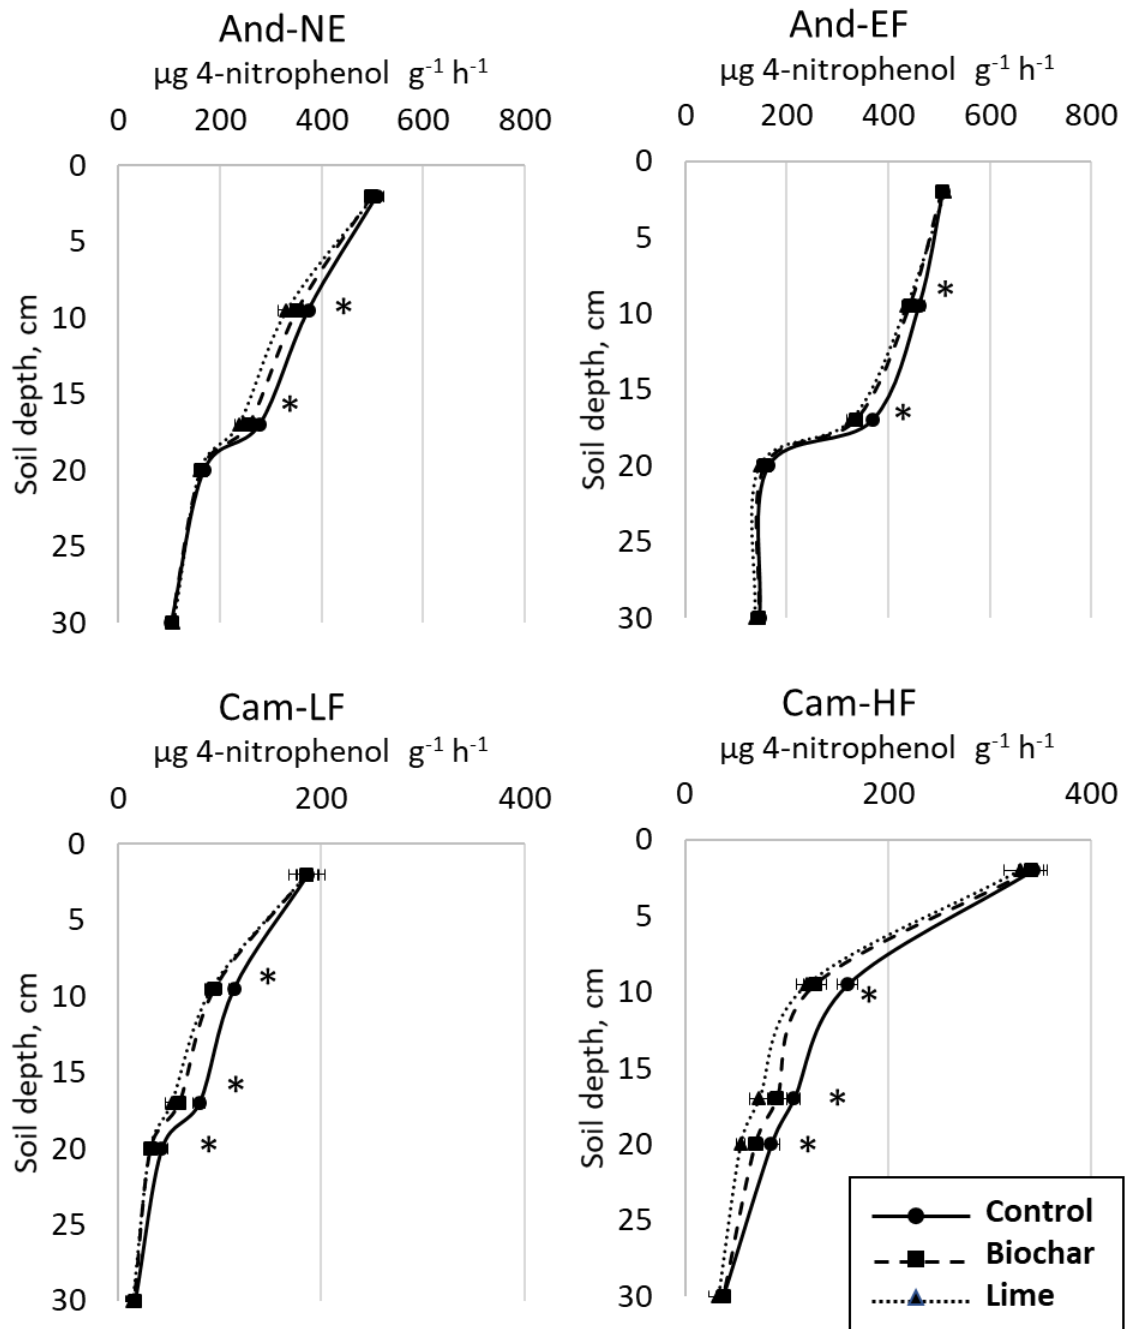 And-NE
µg 4-nitrophenol g⁻¹ h⁻¹
0 200 400 600 800
0
5
10
15
20
25
30
Soil depth, cm
*
*
And-EF
µg 4-nitrophenol g⁻¹ h⁻¹
0 200 400 600 800
0
5
10
15
20
25
30
Soil depth, cm
*
*
Cam-LF
µg 4-nitrophenol g⁻¹ h⁻¹
0 200 400
0
5
10
15
20
25
30
Soil depth, cm
*
*
*
Cam-HF
µg 4-nitrophenol g⁻¹ h⁻¹
0 200 400
0
5
10
15
20
25
30
Soil depth, cm
*
*
*
Control
Biochar
Lime